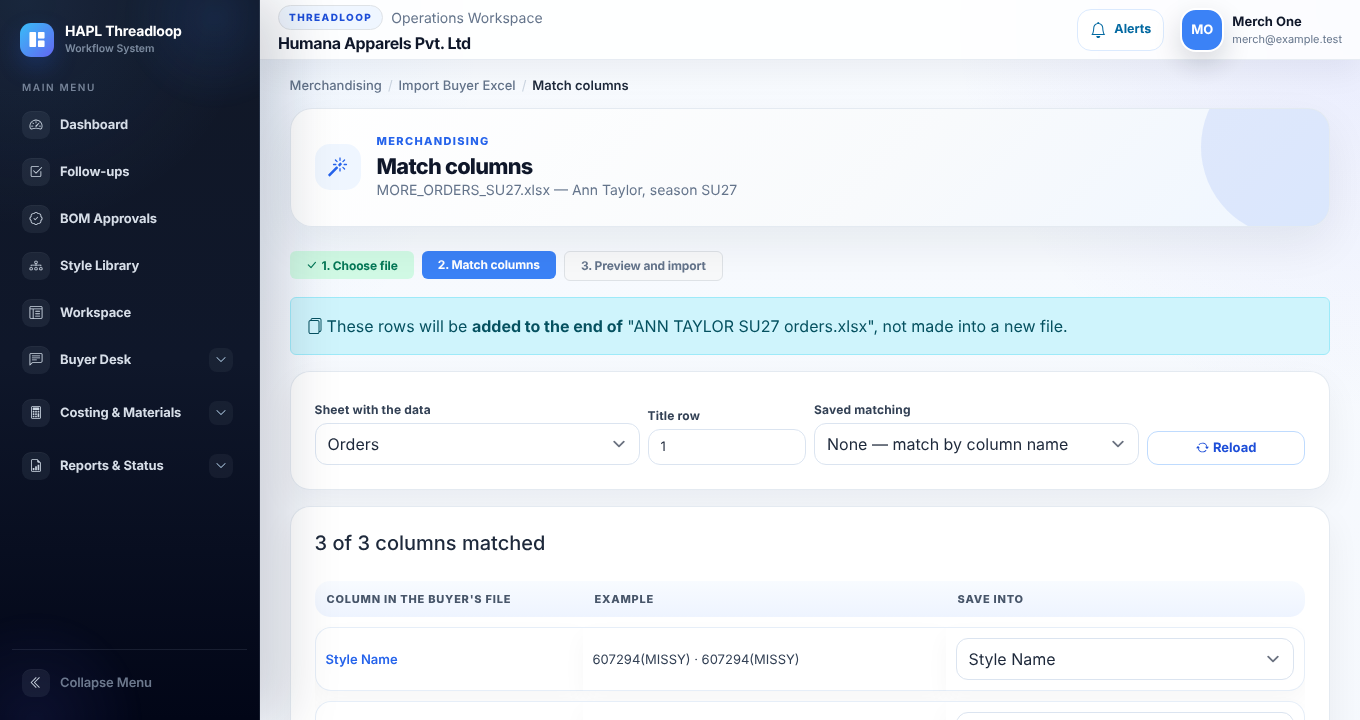 HAPL Threadloop
Workflow System
MAIN MENU
Dashboard
Follow-ups
BOM Approvals
Style Library
Workspace
Buyer Desk
Costing & Materials
Reports & Status
Collapse Menu
THREADLOOP Operations Workspace
Humana Apparels Pvt. Ltd
Alerts
MO
Merch One
merch@example.test
Merchandising / Import Buyer Excel / Match columns
MERCHANDISING
Match columns
MORE_ORDERS_SU27.xlsx — Ann Taylor, season SU27
✓ 1. Choose file
2. Match columns
3. Preview and import
These rows will be added to the end of "ANN TAYLOR SU27 orders.xlsx", not made into a new file.
Sheet with the data
Orders
Title row
1
Saved matching
None — match by column name
Reload
3 of 3 columns matched
COLUMN IN THE BUYER'S FILE EXAMPLE SAVE INTO
Style Name 607294(MISSY) · 607294(MISSY) Style Name